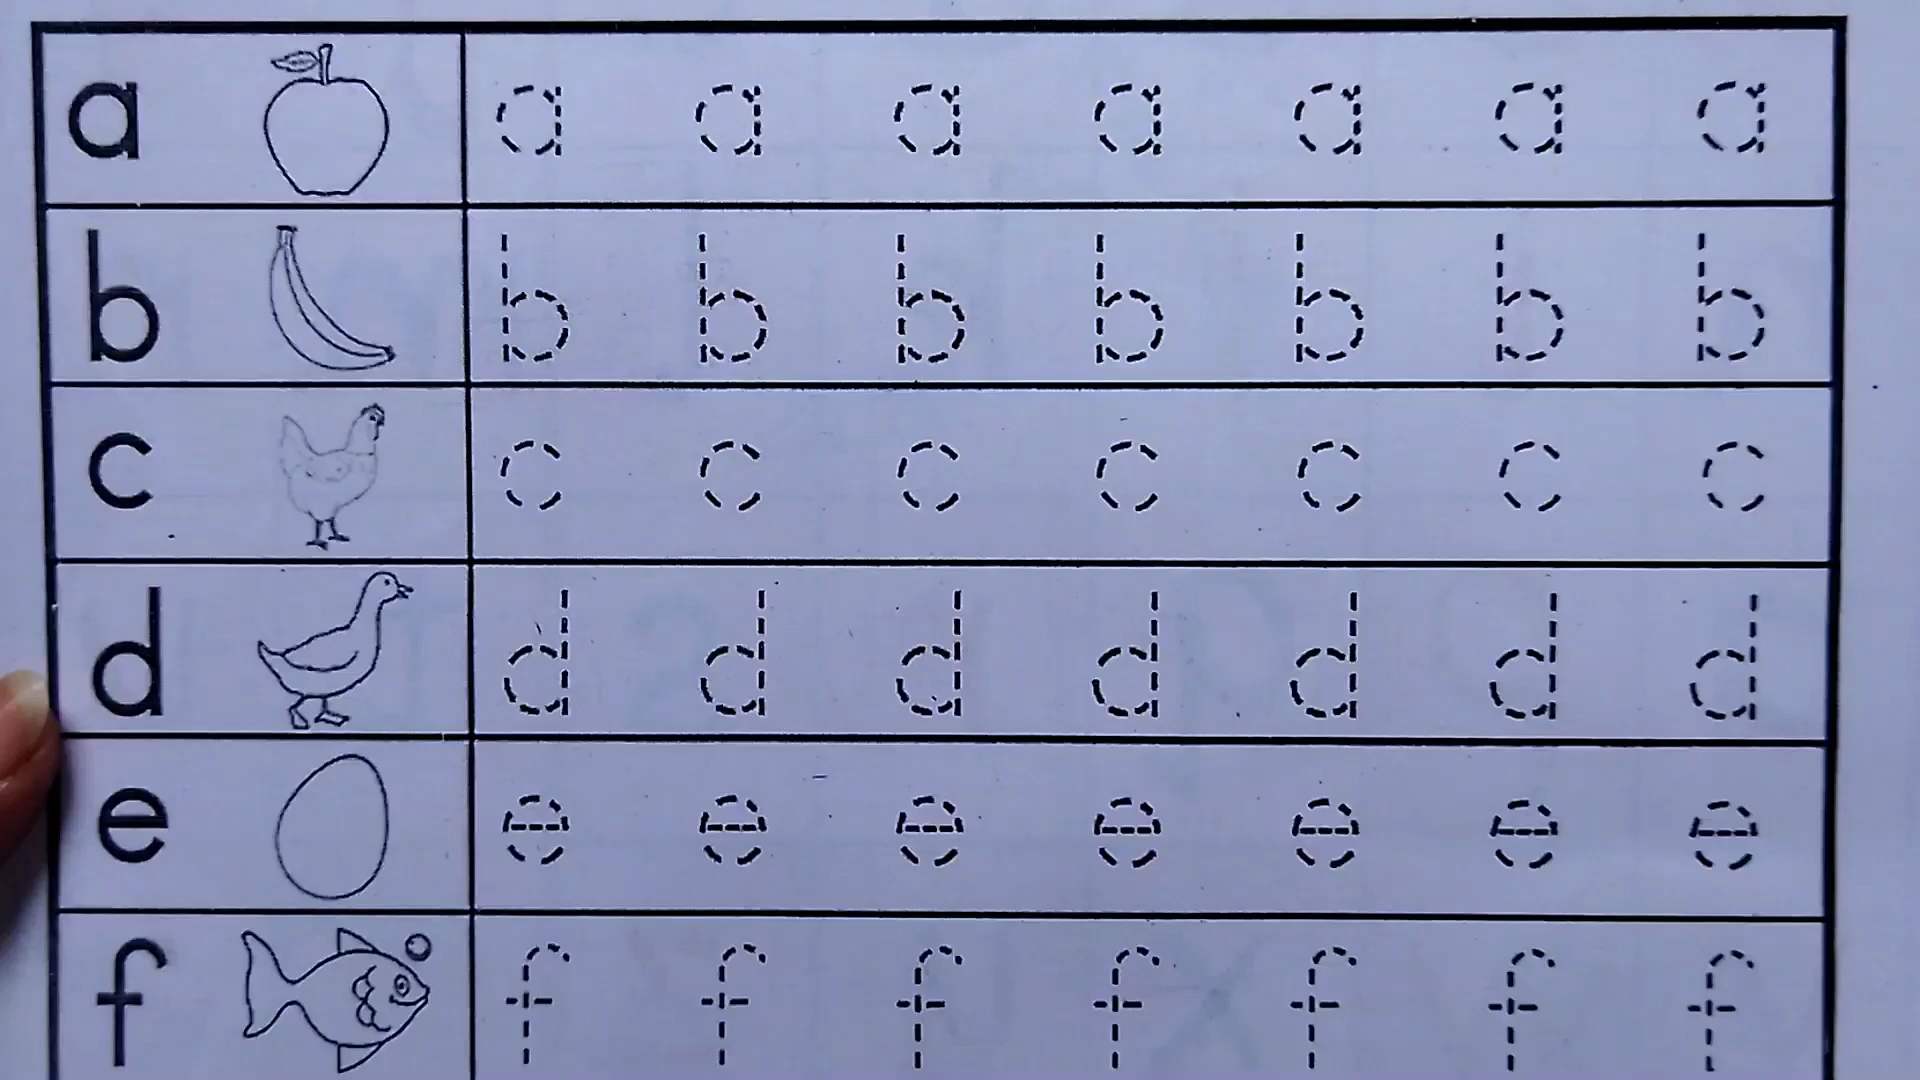 a a a a a a a a
b b b b b b b b
c c c c c c c c
d d d d d d d d
e e e e e e e e
f f f f f f f f